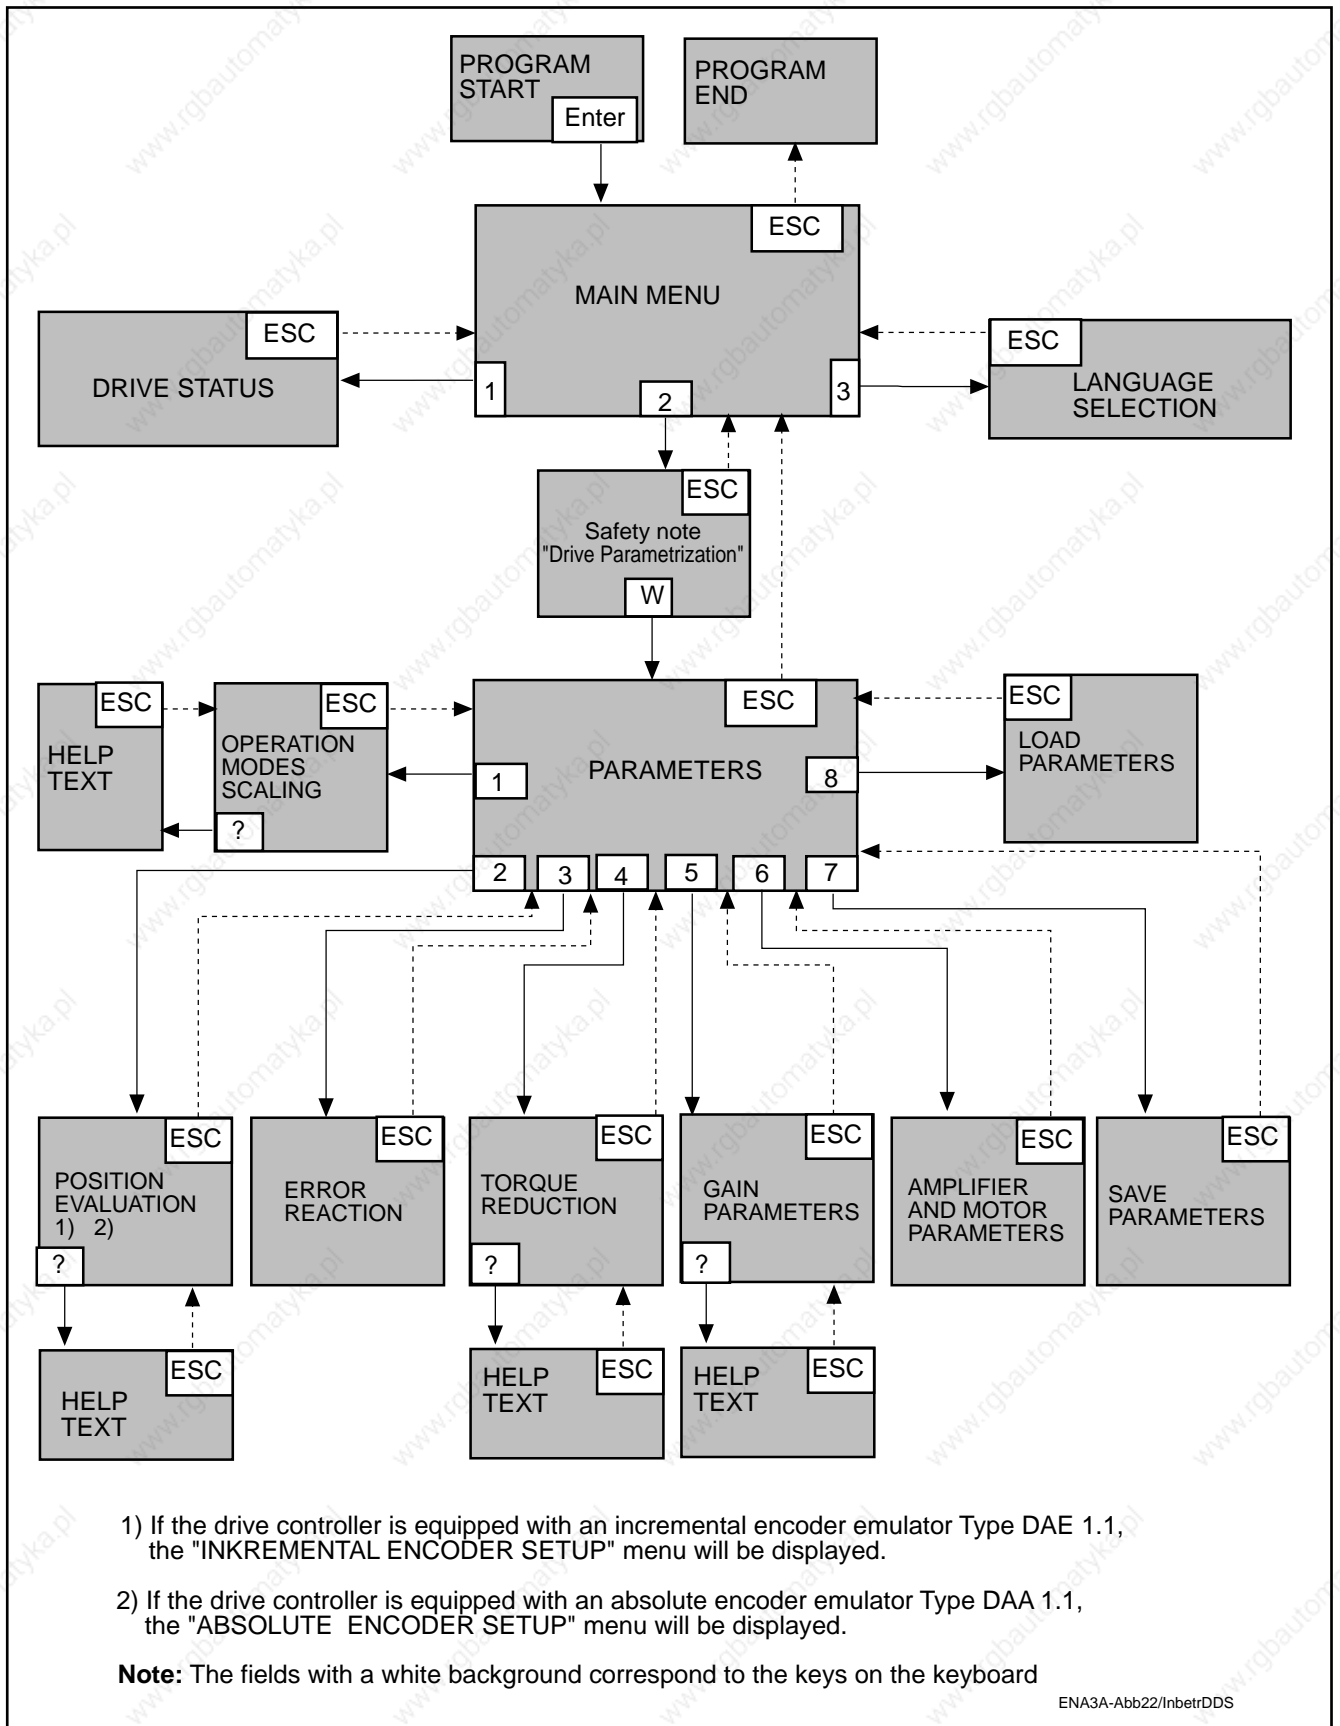 PROGRAM
START
Enter
PROGRAM
END
ESC
MAIN MENU
1
2
3
ESC
DRIVE STATUS
ESC
LANGUAGE
SELECTION
ESC
Safety note
"Drive Parametrization"
W
ESC
HELP
TEXT
ESC
OPERATION
MODES
SCALING
?
ESC
PARAMETERS
1
8
2
3
4
5
6
7
ESC
LOAD
PARAMETERS
ESC
POSITION
EVALUATION
1) 2)
?
ESC
ERROR
REACTION
ESC
TORQUE
REDUCTION
?
ESC
GAIN
PARAMETERS
?
ESC
AMPLIFIER
AND MOTOR
PARAMETERS
ESC
SAVE
PARAMETERS
ESC
HELP
TEXT
ESC
HELP
TEXT
ESC
HELP
TEXT
1) If the drive controller is equipped with an incremental encoder emulator Type DAE 1.1,
the "INKREMENTAL ENCODER SETUP" menu will be displayed.
2) If the drive controller is equipped with an absolute encoder emulator Type DAA 1.1,
the "ABSOLUTE ENCODER SETUP" menu will be displayed.
Note: The fields with a white background correspond to the keys on the keyboard
ENA3A-Abb22/InbetrDDS
www.rgbautomatyka.pl